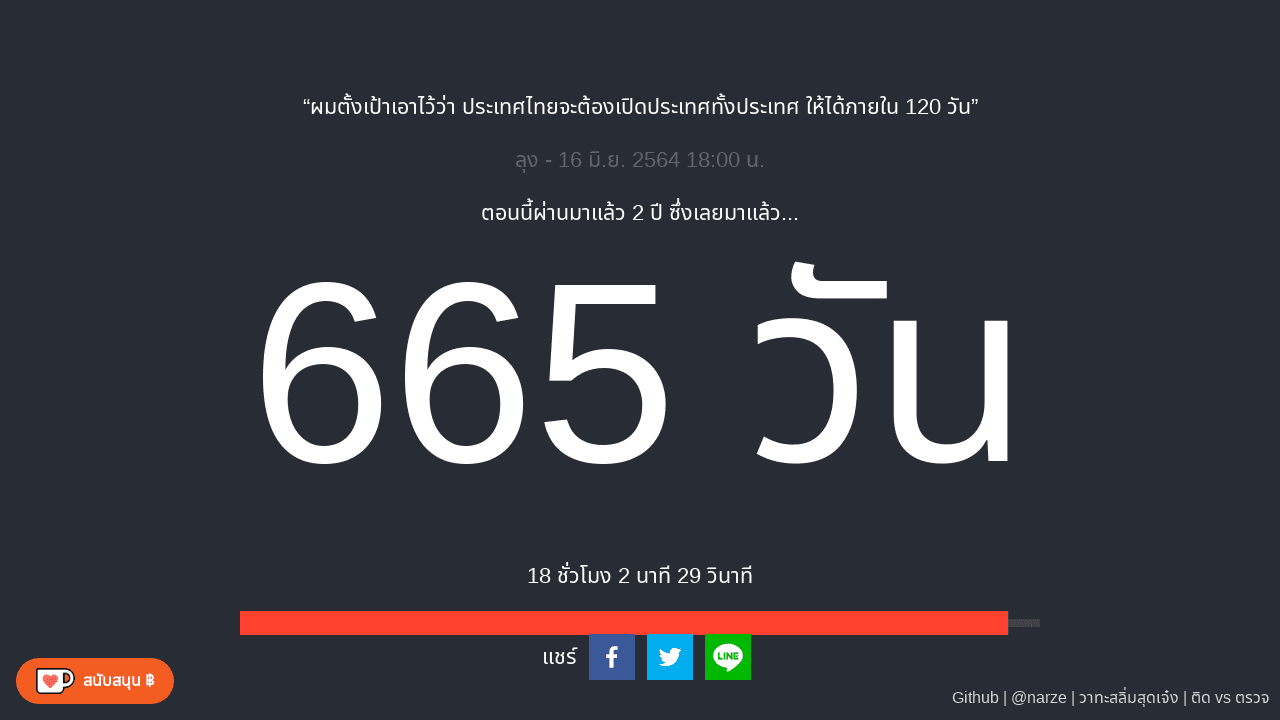 “ผมตั้งเป้าเอาไว้ว่า ประเทศไทยจะต้องเปิดประเทศทั้งประเทศ ให้ได้ภายใน 120 วัน”
ลุง - 16 มิ.ย. 2564 18:00 น.
ตอนนี้ผ่านมาแล้ว 2 ปี ซึ่งเลยมาแล้ว...
665 วัน
18 ชั่วโมง 2 นาที 29 วินาที
แชร์
LINE
สนับสนุน ฿
Github | @narze | วาทะสลิ่มสุดเจ๋ง | ติด vs ตรวจ